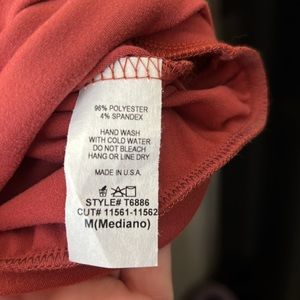 96% POLYESTER
4% SPANDEX
HAND WASH
WITH COLD WATER
DO NOT BLEACH
HANG OR LINE DRY
MADE IN U.S.A.
STYLE# T6886
CUT# 11561-11562
M(Mediano)